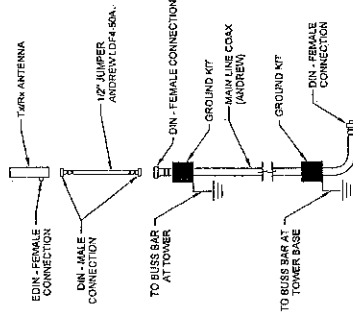 TX/RX ANTENNA
EDIN - FEMALE
CONNECTION
1/2" JUMPER
ANDREW LDF4-50A
DIN - MALE
CONNECTION
DIN - FEMALE CONNECTION
GROUND KIT
TO BUSS BAR
AT TOWER
MAIN LINE COAX
(ANDREW)
GROUND KIT
TO BUSS BAR AT
TOWER BASE
DIN - FEMALE
CONNECTION